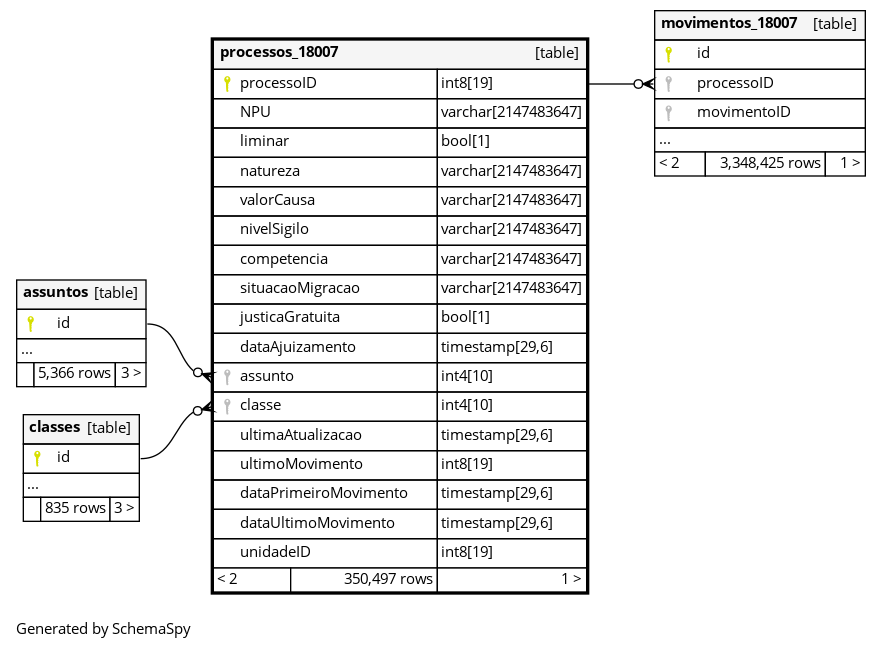 processos_18007 [table]
processoID int8[19]
NPU varchar[2147483647]
liminar bool[1]
natureza varchar[2147483647]
valorCausa varchar[2147483647]
nivelSigilo varchar[2147483647]
competencia varchar[2147483647]
situacaoMigracao varchar[2147483647]
justicaGratuita bool[1]
dataAjuizamento timestamp[29,6]
assunto int4[10]
classe int4[10]
ultimaAtualizacao timestamp[29,6]
ultimoMovimento int8[19]
dataPrimeiroMovimento timestamp[29,6]
dataUltimoMovimento timestamp[29,6]
unidadeID int8[19]
< 2 350,497 rows 1 >
movimentos_18007 [table]
id
processoID
movimentoID
...
< 2 3,348,425 rows 1 >
assuntos [table]
id
...
5,366 rows 3 >
classes [table]
id
...
835 rows 3 >
Generated by SchemaSpy